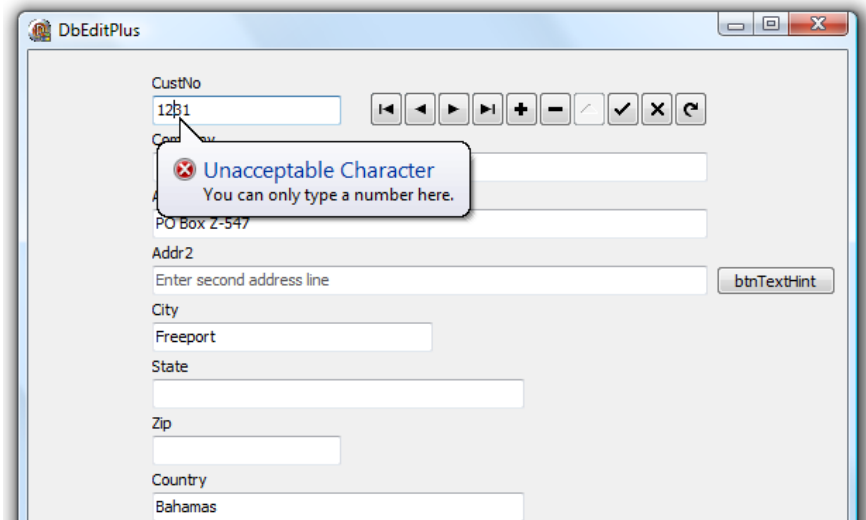 DbEditPlus
CustNo
1231
Unacceptable Character
You can only type a number here.
PO Box Z-547
Addr2
Enter second address line
btnTextHint
City
Freeport
State
Zip
Country
Bahamas